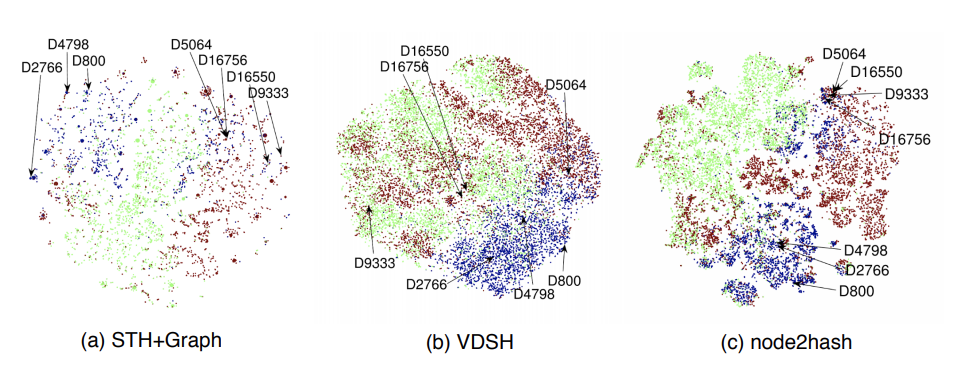 D4798
D2766
D800
D5064
D16756
D16550
D9333
(a) STH+Graph
D16550
D16756
D5064
D9333
D2766
D4798
D800
(b) VDSH
D5064
D16550
D9333
D16756
D4798
D2766
D800
(c) node2hash